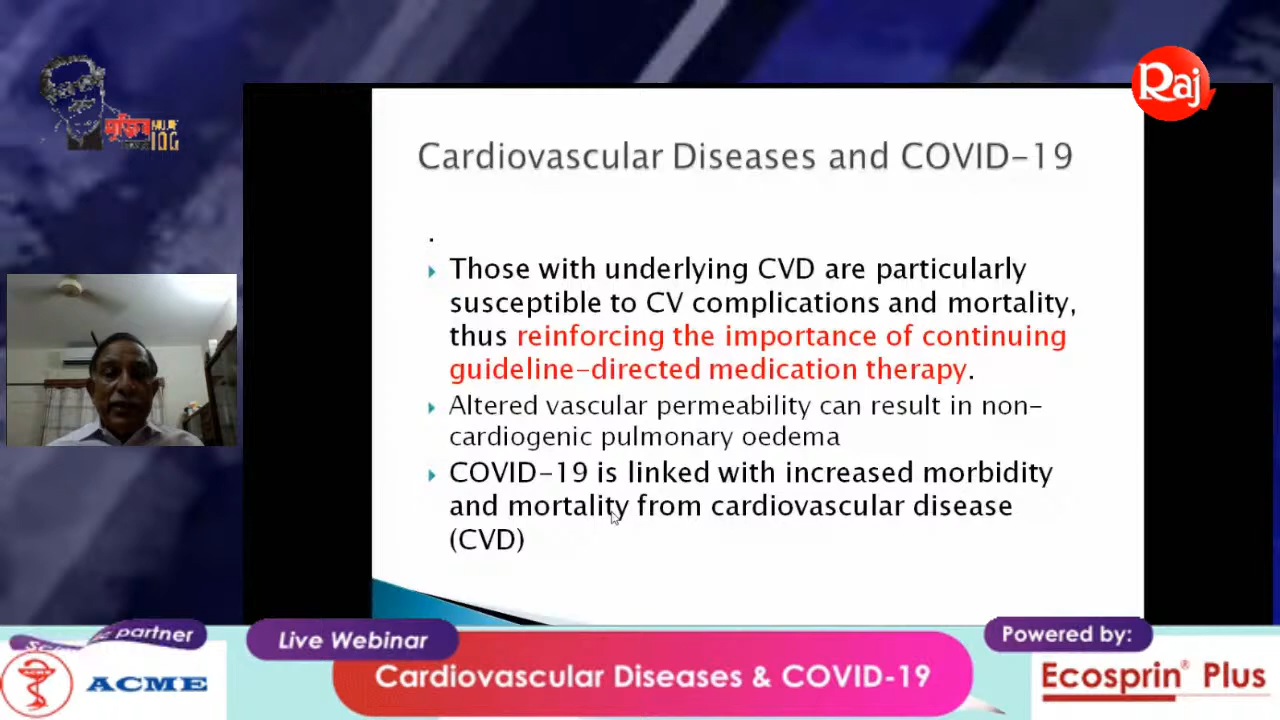 Raj
মুজিব
100
Cardiovascular Diseases and COVID-19
.
Those with underlying CVD are particularly
susceptible to CV complications and mortality,
thus reinforcing the importance of continuing
guideline-directed medication therapy.
Altered vascular permeability can result in non-
cardiogenic pulmonary oedema
COVID-19 is linked with increased morbidity
and mortality from cardiovascular disease
(CVD)
partner
Live Webinar
Powered by:
ACME
Cardiovascular Diseases & COVID-19
Ecosprin® Plus